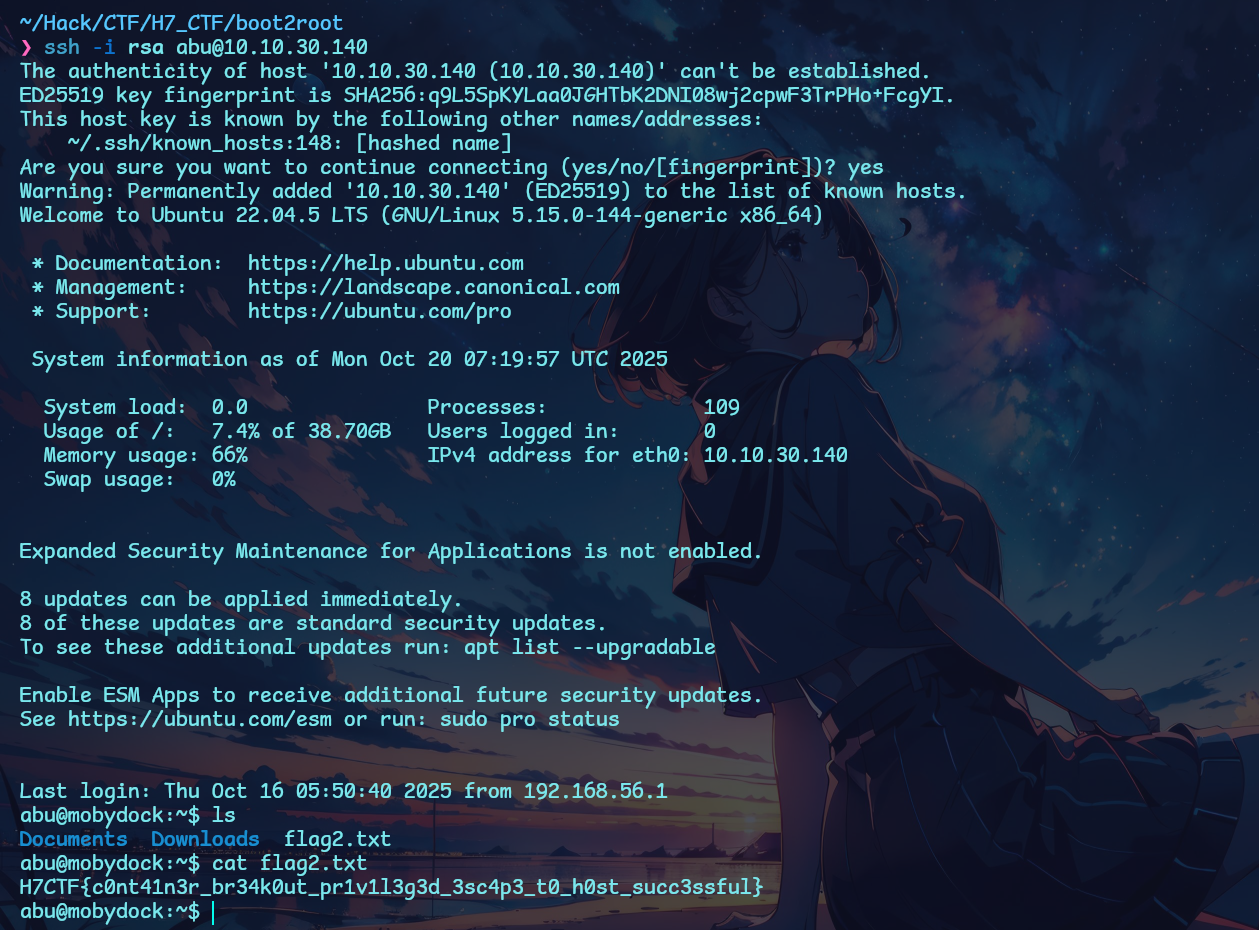 ~/Hack/CTF/H7_CTF/boot2root
❯ ssh -i rsa abu@10.10.30.140
The authenticity of host '10.10.30.140 (10.10.30.140)' can't be established.
ED25519 key fingerprint is SHA256:q9L5SpKYLaa0JGHTbK2DNI08wj2cpwF3TrPHo+FcgYI.
This host key is known by the following other names/addresses:
    ~/.ssh/known_hosts:148: [hashed name]
Are you sure you want to continue connecting (yes/no/[fingerprint])? yes
Warning: Permanently added '10.10.30.140' (ED25519) to the list of known hosts.
Welcome to Ubuntu 22.04.5 LTS (GNU/Linux 5.15.0-144-generic x86_64)
 * Documentation:  https://help.ubuntu.com
 * Management:     https://landscape.canonical.com
 * Support:        https://ubuntu.com/pro
 System information as of Mon Oct 20 07:19:57 UTC 2025
  System load:  0.0               Processes:             109
  Usage of /:   7.4% of 38.70GB   Users logged in:       0
  Memory usage: 66%               IPv4 address for eth0: 10.10.30.140
  Swap usage:   0%
Expanded Security Maintenance for Applications is not enabled.
8 updates can be applied immediately.
8 of these updates are standard security updates.
To see these additional updates run: apt list --upgradable
Enable ESM Apps to receive additional future security updates.
See https://ubuntu.com/esm or run: sudo pro status
Last login: Thu Oct 16 05:50:40 2025 from 192.168.56.1
abu@mobydock:~$ ls
Documents  Downloads  flag2.txt
abu@mobydock:~$ cat flag2.txt
H7CTF{c0nt41n3r_br34k0ut_pr1v1l3g3d_3sc4p3_t0_h0st_succ3ssful}
abu@mobydock:~$